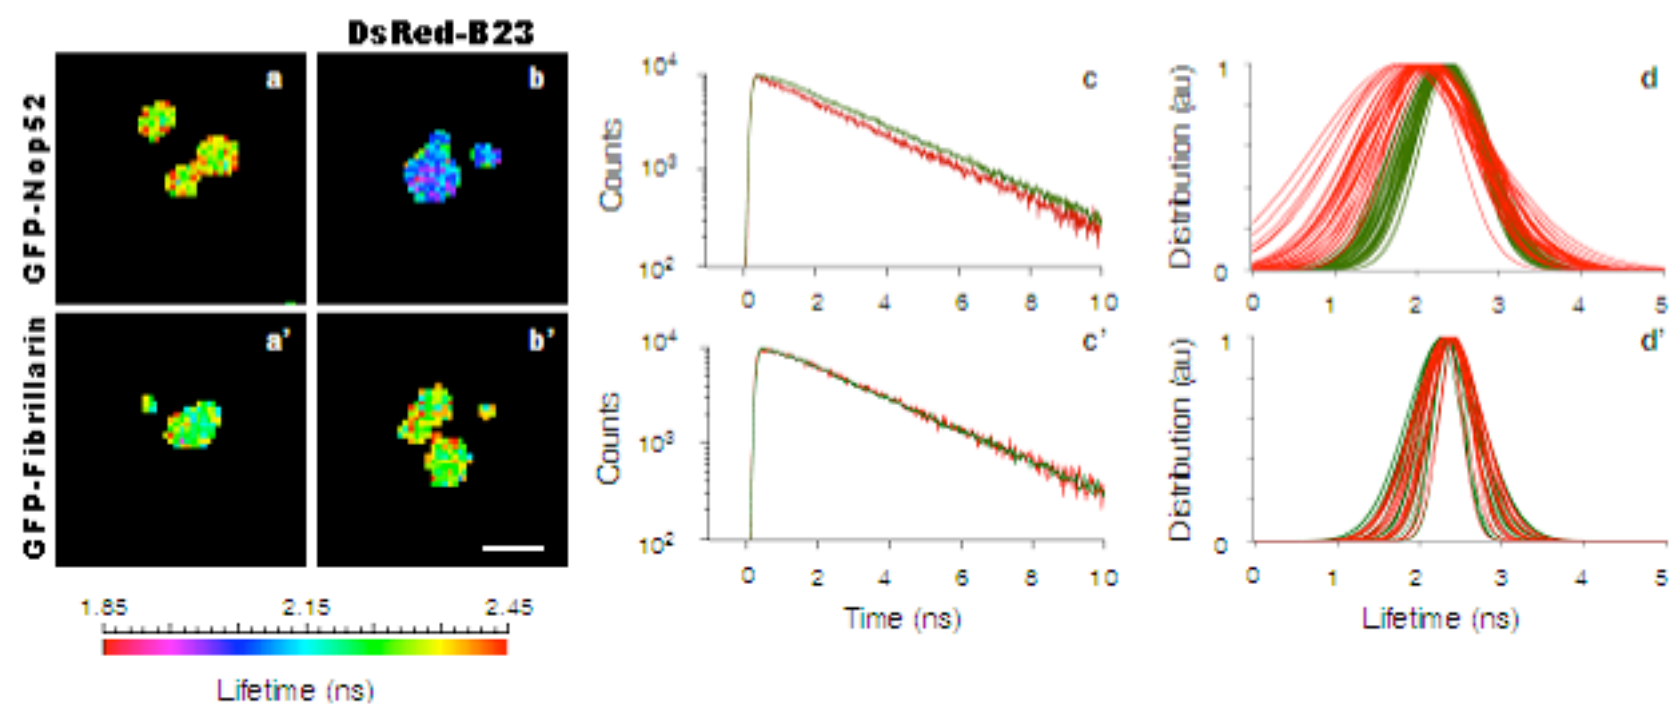 DsRed-B23
GFP-Nop52
a
b
GFP-Fibrillarin
a’
b’
1.85 2.15 2.45
Lifetime (ns)
c
Counts
10⁴
10³
10²
0 2 4 6 8 10
c’
Counts
10⁴
10³
10²
0 2 4 6 8 10
Time (ns)
d
Distribution (au)
1
0
0 1 2 3 4 5
d’
Distribution (au)
1
0
0 1 2 3 4 5
Lifetime (ns)